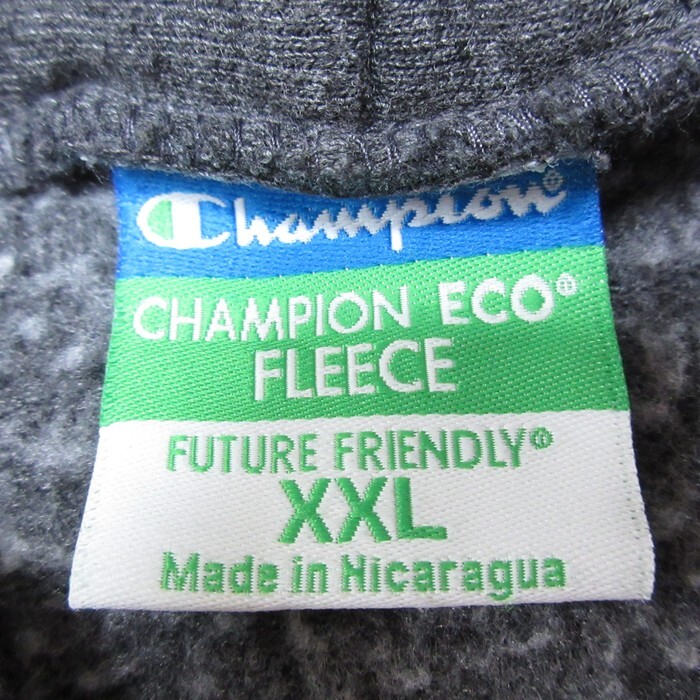 Champion®
CHAMPION ECO®
FLEECE
FUTURE FRIENDLY®
XXL
Made in Nicaragua